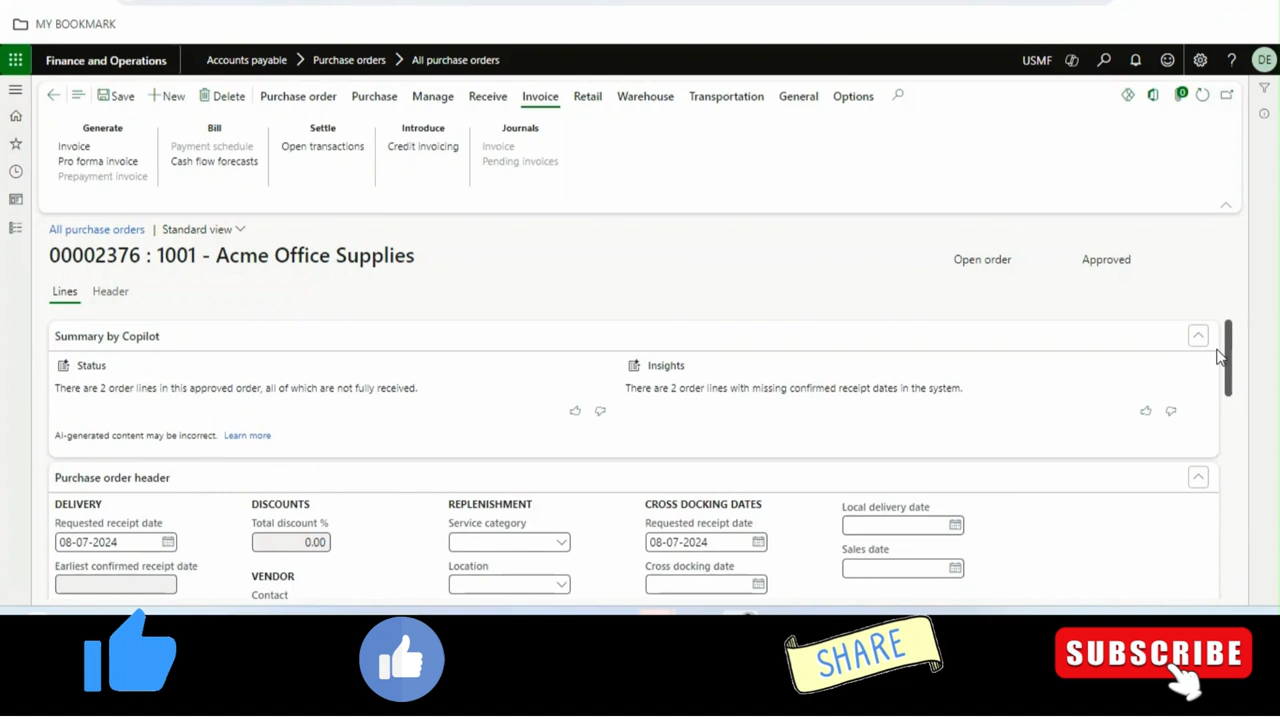 MY BOOKMARK
Finance and Operations
Accounts payable
Purchase orders
All purchase orders
USMF
DE
Save
New
Delete
Purchase order
Purchase
Manage
Receive
Invoice
Retail
Warehouse
Transportation
General
Options
0
Generate
Invoice
Pro forma invoice
Prepayment invoice
Bill
Payment schedule
Cash flow forecasts
Settle
Open transactions
Introduce
Credit invoicing
Journals
Invoice
Pending invoices
All purchase orders | Standard view
00002376 : 1001 - Acme Office Supplies
Open order
Approved
Lines
Header
Summary by Copilot
Status
There are 2 order lines in this approved order, all of which are not fully received.
Insights
There are 2 order lines with missing confirmed receipt dates in the system.
AI-generated content may be incorrect. Learn more
Purchase order header
DELIVERY
Requested receipt date
08-07-2024
Earliest confirmed receipt date
DISCOUNTS
Total discount %
0.00
VENDOR
Contact
REPLENISHMENT
Service category
Location
CROSS DOCKING DATES
Requested receipt date
08-07-2024
Cross docking date
Local delivery date
Sales date
SHARE
SUBSCRIBE